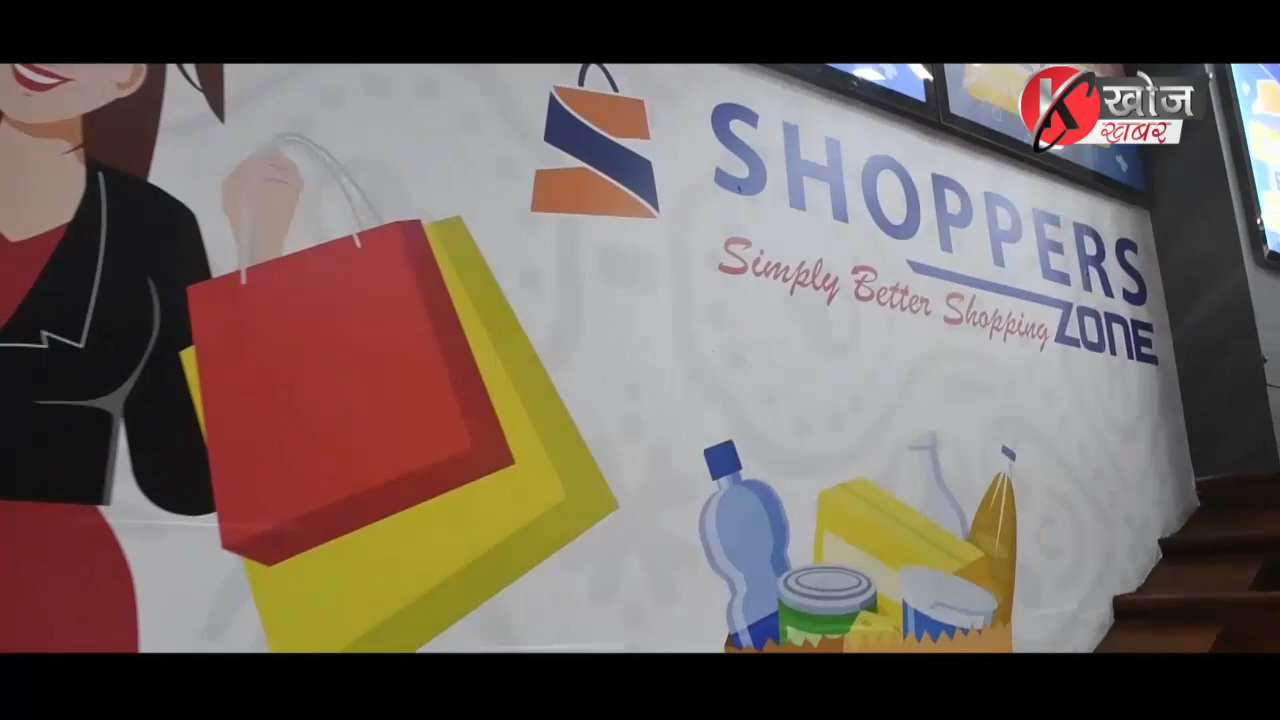 SHOPPERS
Simply Better Shopping
ZONE
K खोज
खबर